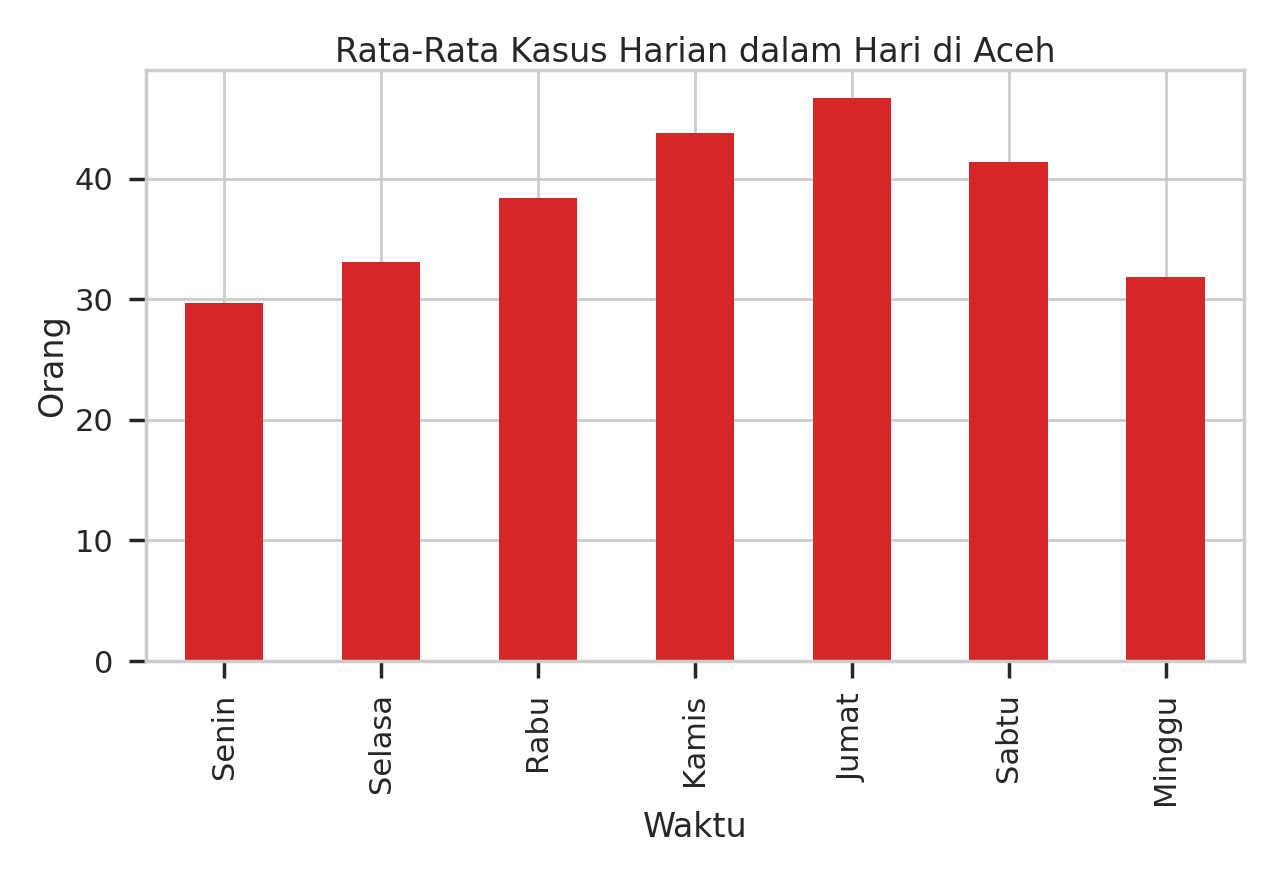 Rata-Rata Kasus Harian dalam Hari di Aceh
Orang
40
30
20
10
0
Senin
Selasa
Rabu
Kamis
Jumat
Sabtu
Minggu
Waktu